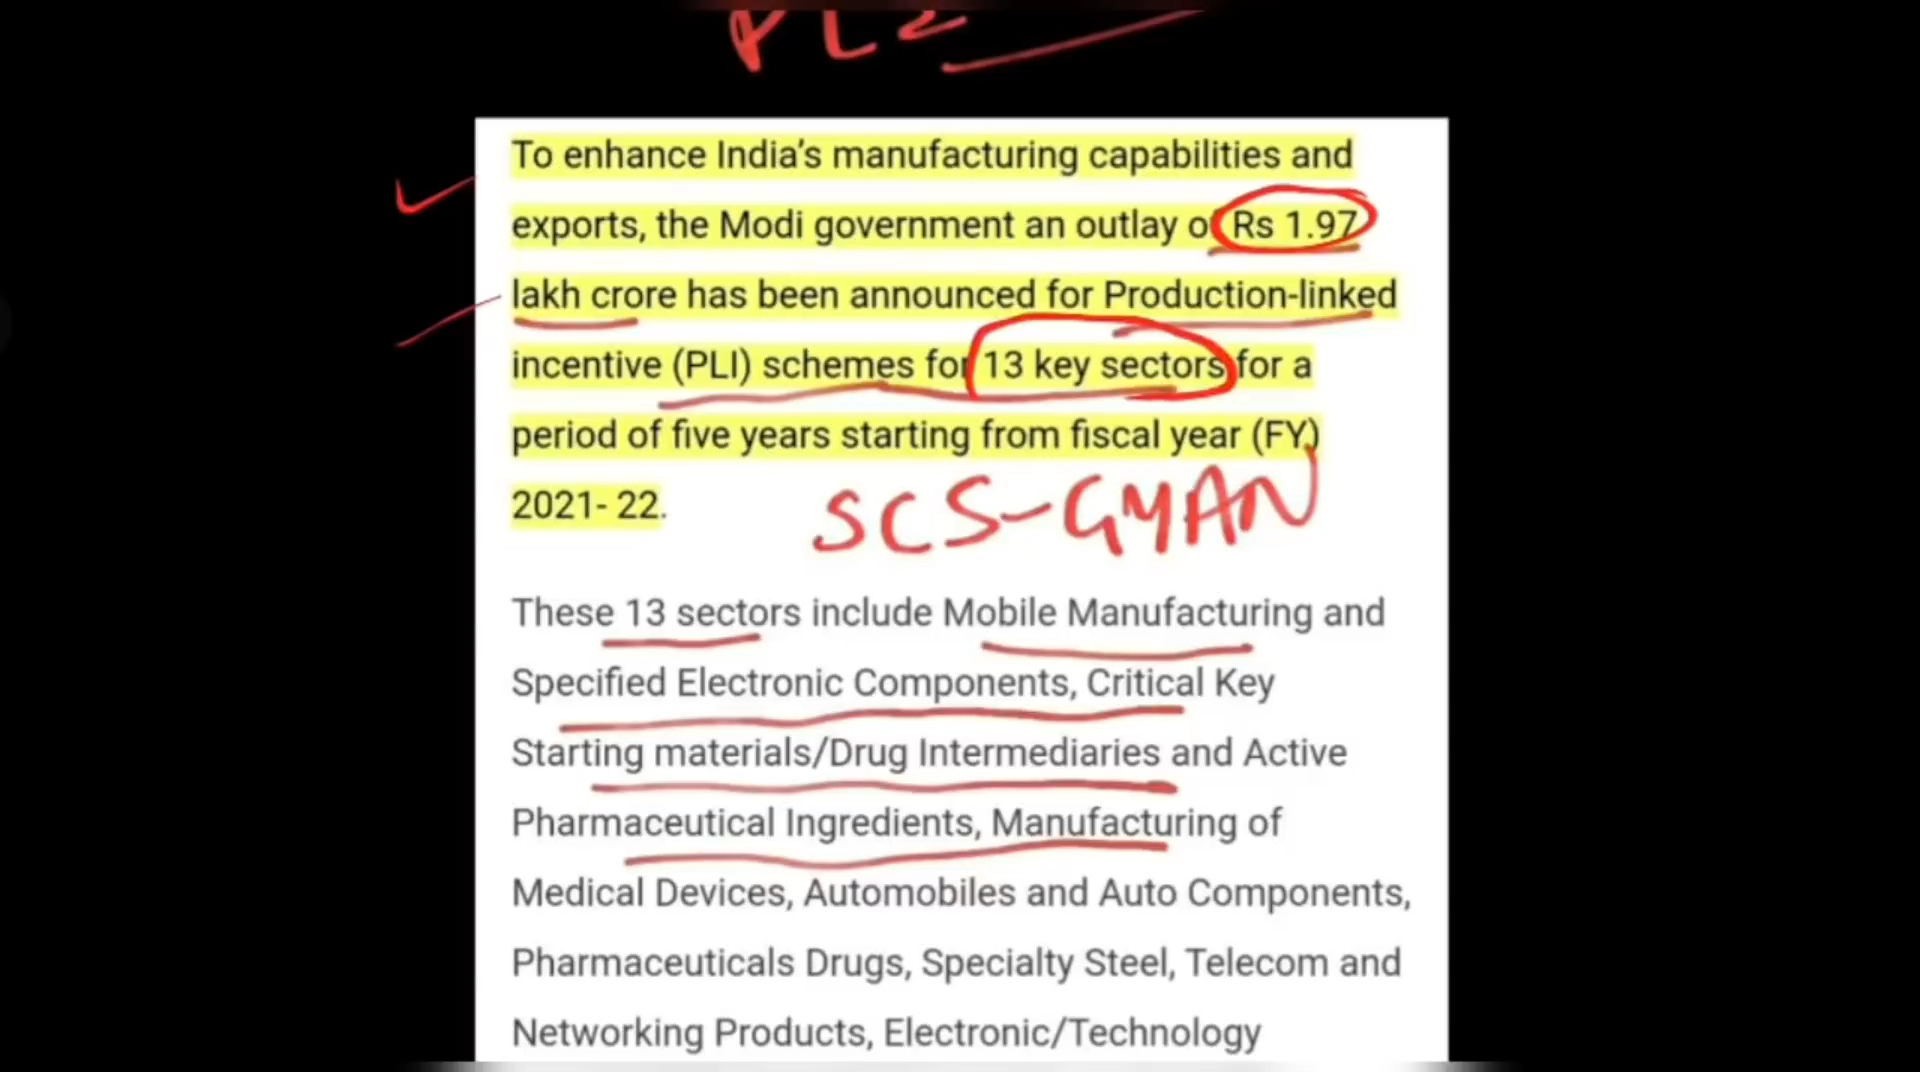 PLI
To enhance India's manufacturing capabilities and
exports, the Modi government an outlay of Rs 1.97
lakh crore has been announced for Production-linked
incentive (PLI) schemes for 13 key sectors for a
period of five years starting from fiscal year (FY)
2021- 22.
SCS-GYAN
These 13 sectors include Mobile Manufacturing and
Specified Electronic Components, Critical Key
Starting materials/Drug Intermediaries and Active
Pharmaceutical Ingredients, Manufacturing of
Medical Devices, Automobiles and Auto Components,
Pharmaceuticals Drugs, Specialty Steel, Telecom and
Networking Products, Electronic/Technology